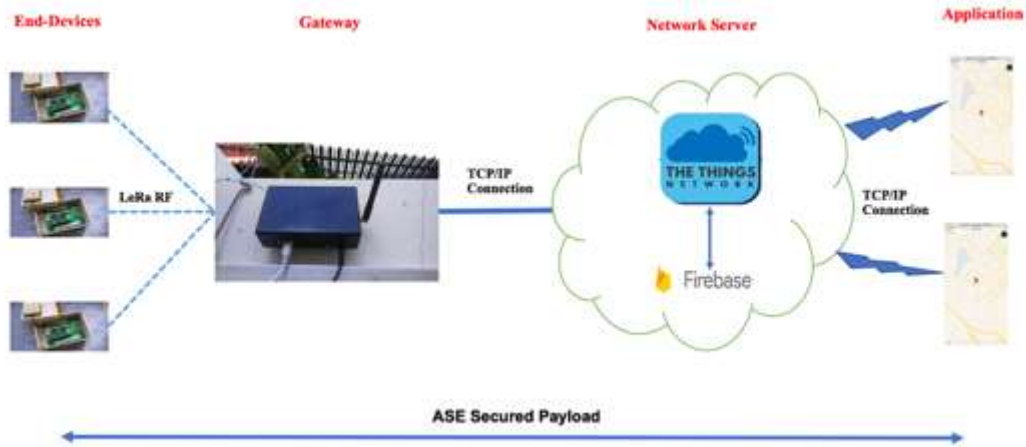 End-Devices
Gateway
Network Server
Application
LeRa RF
TCP/IP
Connection
THE THINGS
NETWORK
Firebase
TCP/IP
Connection
ASE Secured Payload